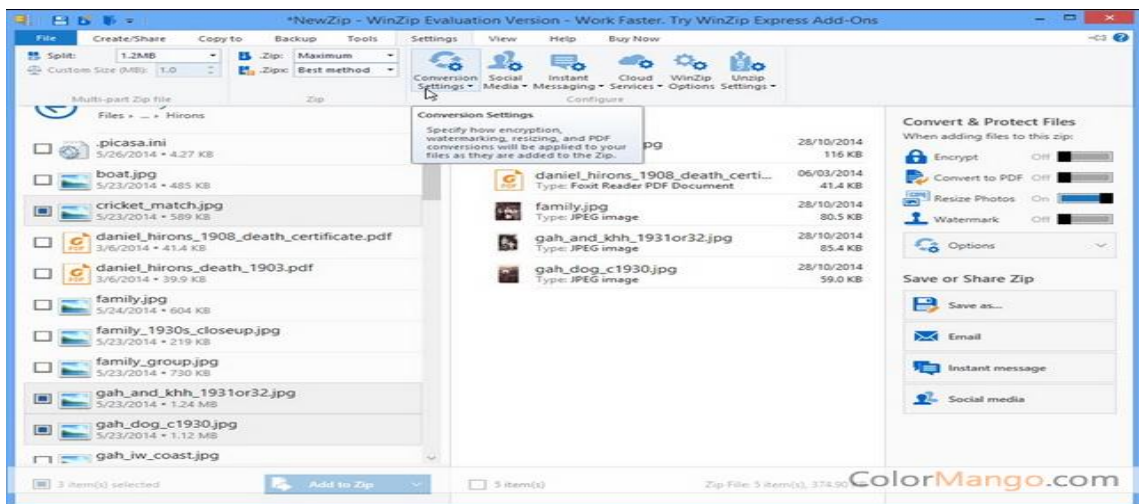 *NewZip - WinZip Evaluation Version - Work Faster. Try WinZip Express Add-Ons
File Create/Share Copy to Backup Tools Settings View Help Buy Now
Split: 1.2MB
Custom Size (MB): 1.0
Multi-part Zip file
.Zip: Maximum
.Zipx: Best method
Zip
Conversion Settings
Social Media
Instant Messaging
Cloud Services
WinZip Options
Unzip Settings
Configure
Conversion Settings
Specify how encryption,
watermarking, resizing, and PDF
conversions will be applied to your
files as they are added to the Zip.
Files Hirons
.picasa.ini
5/26/2014 • 4.27 KB
boat.jpg
5/23/2014 • 485 KB
cricket_match.jpg
5/23/2014 • 589 KB
daniel_hirons_1908_death_certificate.pdf
3/6/2014 • 41.4 KB
daniel_hirons_death_1903.pdf
3/6/2014 • 39.9 KB
family.jpg
5/24/2014 • 604 KB
family_1930s_closeup.jpg
5/23/2014 • 219 KB
family_group.jpg
5/23/2014 • 730 KB
gah_and_khh_1931or32.jpg
5/23/2014 • 1.24 MB
gah_dog_c1930.jpg
5/23/2014 • 1.12 MB
gah_iw_coast.jpg
3 item(s) selected
Add to Zip
28/10/2014
116 KB
daniel_hirons_1908_death_certi... 06/03/2014
Type: Foxit Reader PDF Document 41.4 KB
family.jpg 28/10/2014
Type: JPEG image 80.5 KB
gah_and_khh_1931or32.jpg 28/10/2014
Type: JPEG image 85.4 KB
gah_dog_c1930.jpg 28/10/2014
Type: JPEG image 59.0 KB
5 item(s)
Zip File: 5 item(s), 374.90
Convert & Protect Files
When adding files to this zip:
Encrypt Off
Convert to PDF Off
Resize Photos On
Watermark Off
Options
Save or Share Zip
Save as...
Email
Instant message
Social media
ColorMango.com